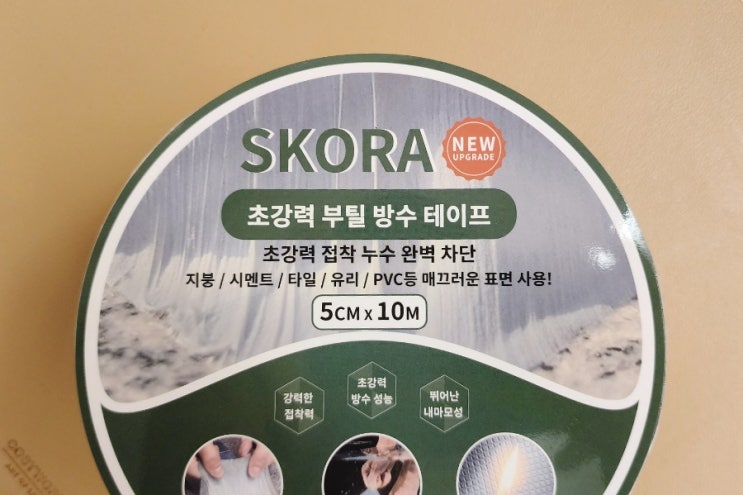 SKORA
NEW
UPGRADE
초강력 부틸 방수 테이프
초강력 접착 누수 완벽 차단
지붕 / 시멘트 / 타일 / 유리 / PVC등 매끄러운 표면 사용!
5CM x 10M
강력한
접착력
초강력
방수 성능
뛰어난
내마모성